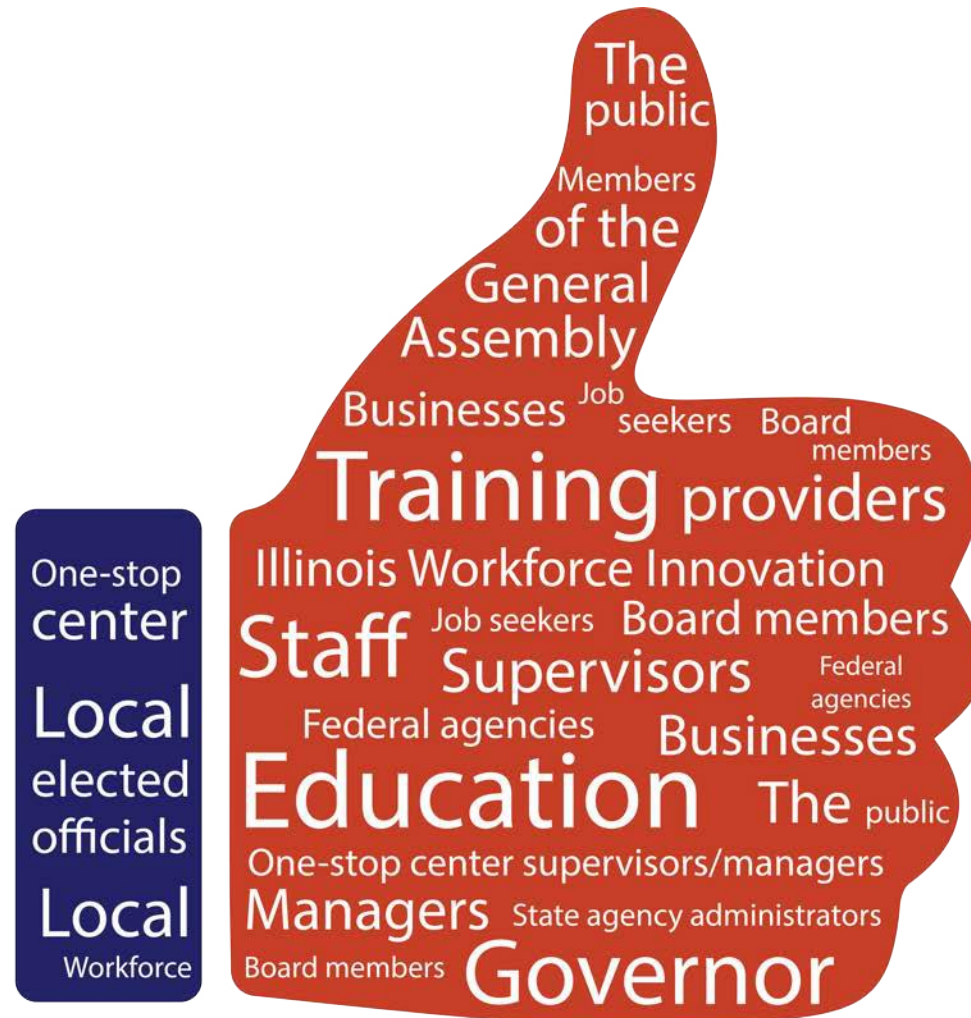 The
public
Members
of the
General
Assembly
Businesses Job
seekers Board
members
Training providers
Illinois Workforce Innovation
Staff Job seekers Board members
Supervisors Federal
agencies
Federal agencies Businesses
Education The public
One-stop center supervisors/managers
Managers State agency administrators
Board members Governor
One-stop
center
Local
elected
officials
Local
Workforce